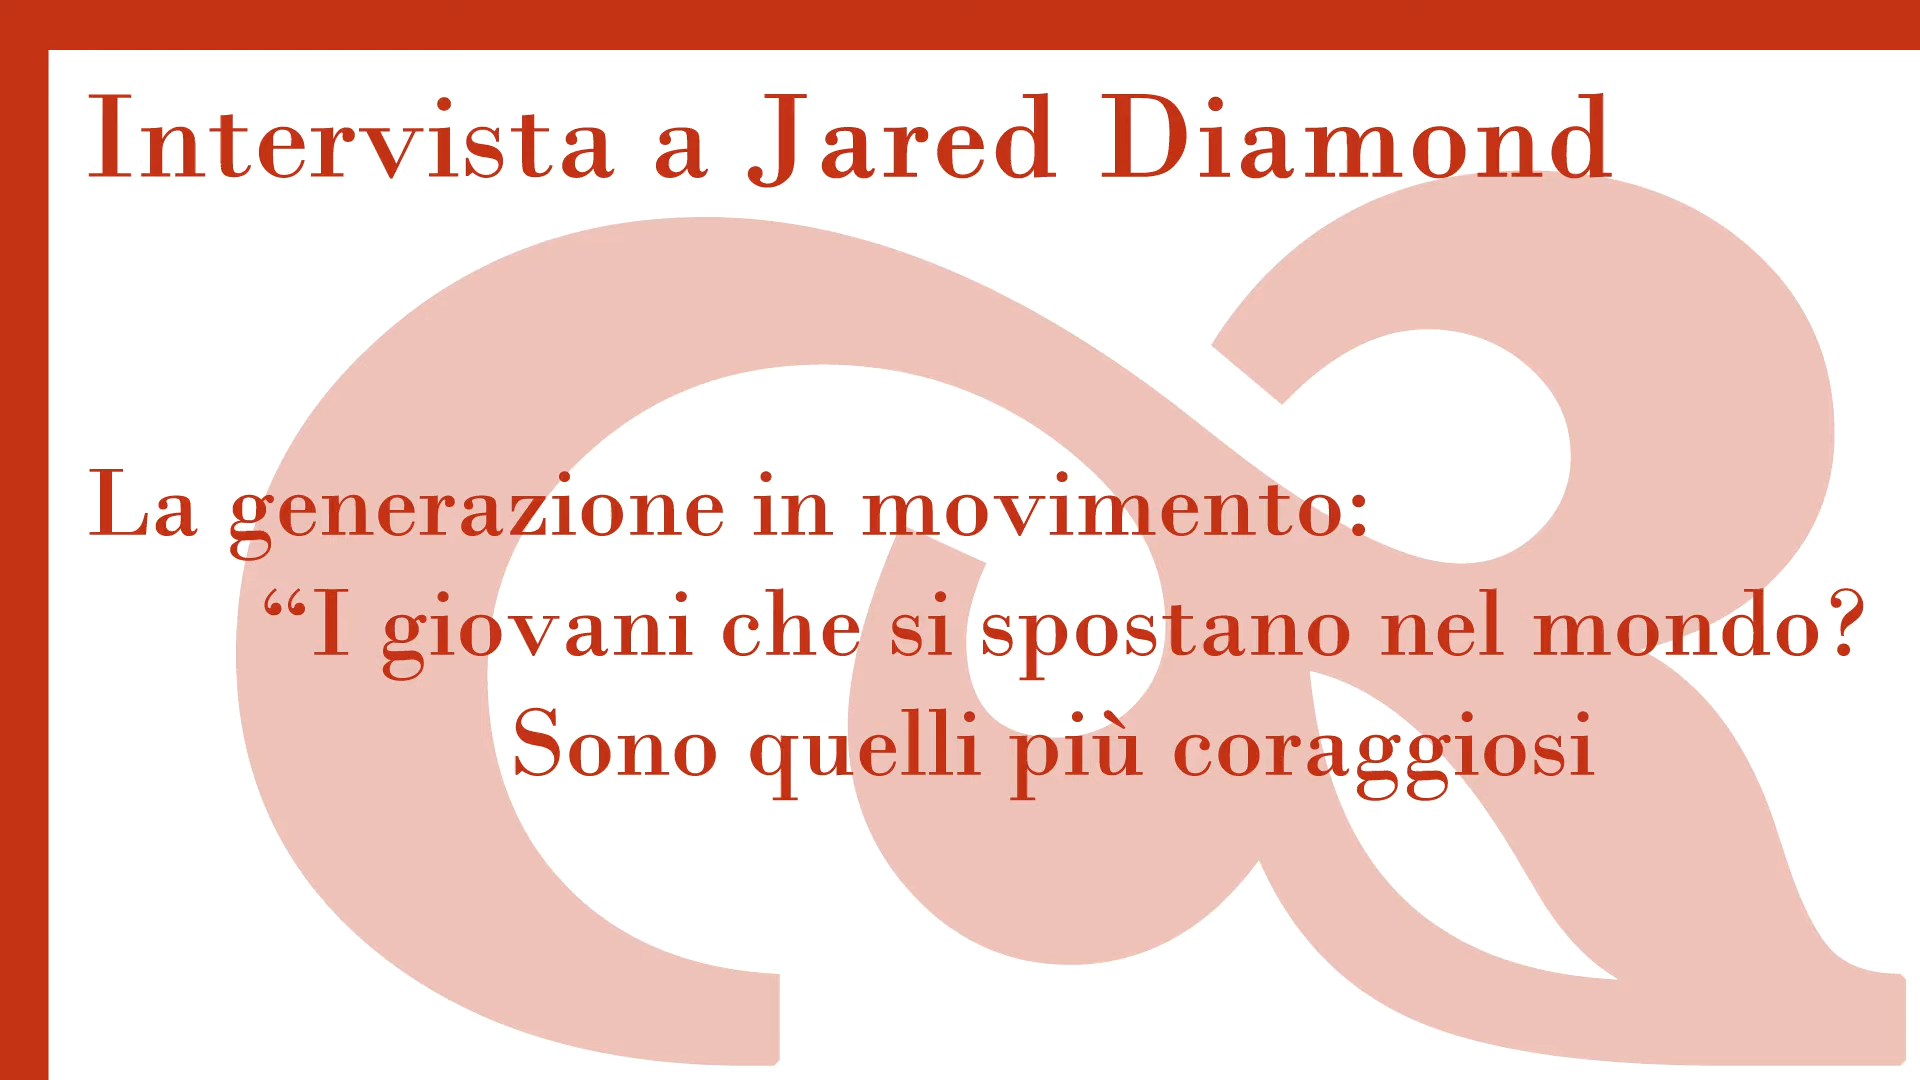 Intervista a Jared Diamond
La generazione in movimento:
“I giovani che si spostano nel mondo?
Sono quelli più coraggiosi